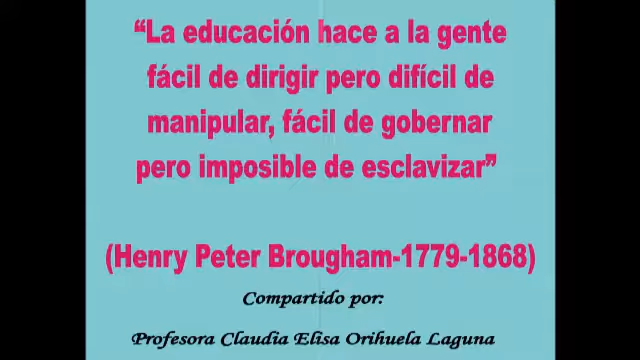 “La educación hace a la gente
fácil de dirigir pero difícil de
manipular, fácil de gobernar
pero imposible de esclavizar”
(Henry Peter Brougham-1779-1868)
Compartido por:
Profesora Claudia Elisa Orihuela Laguna